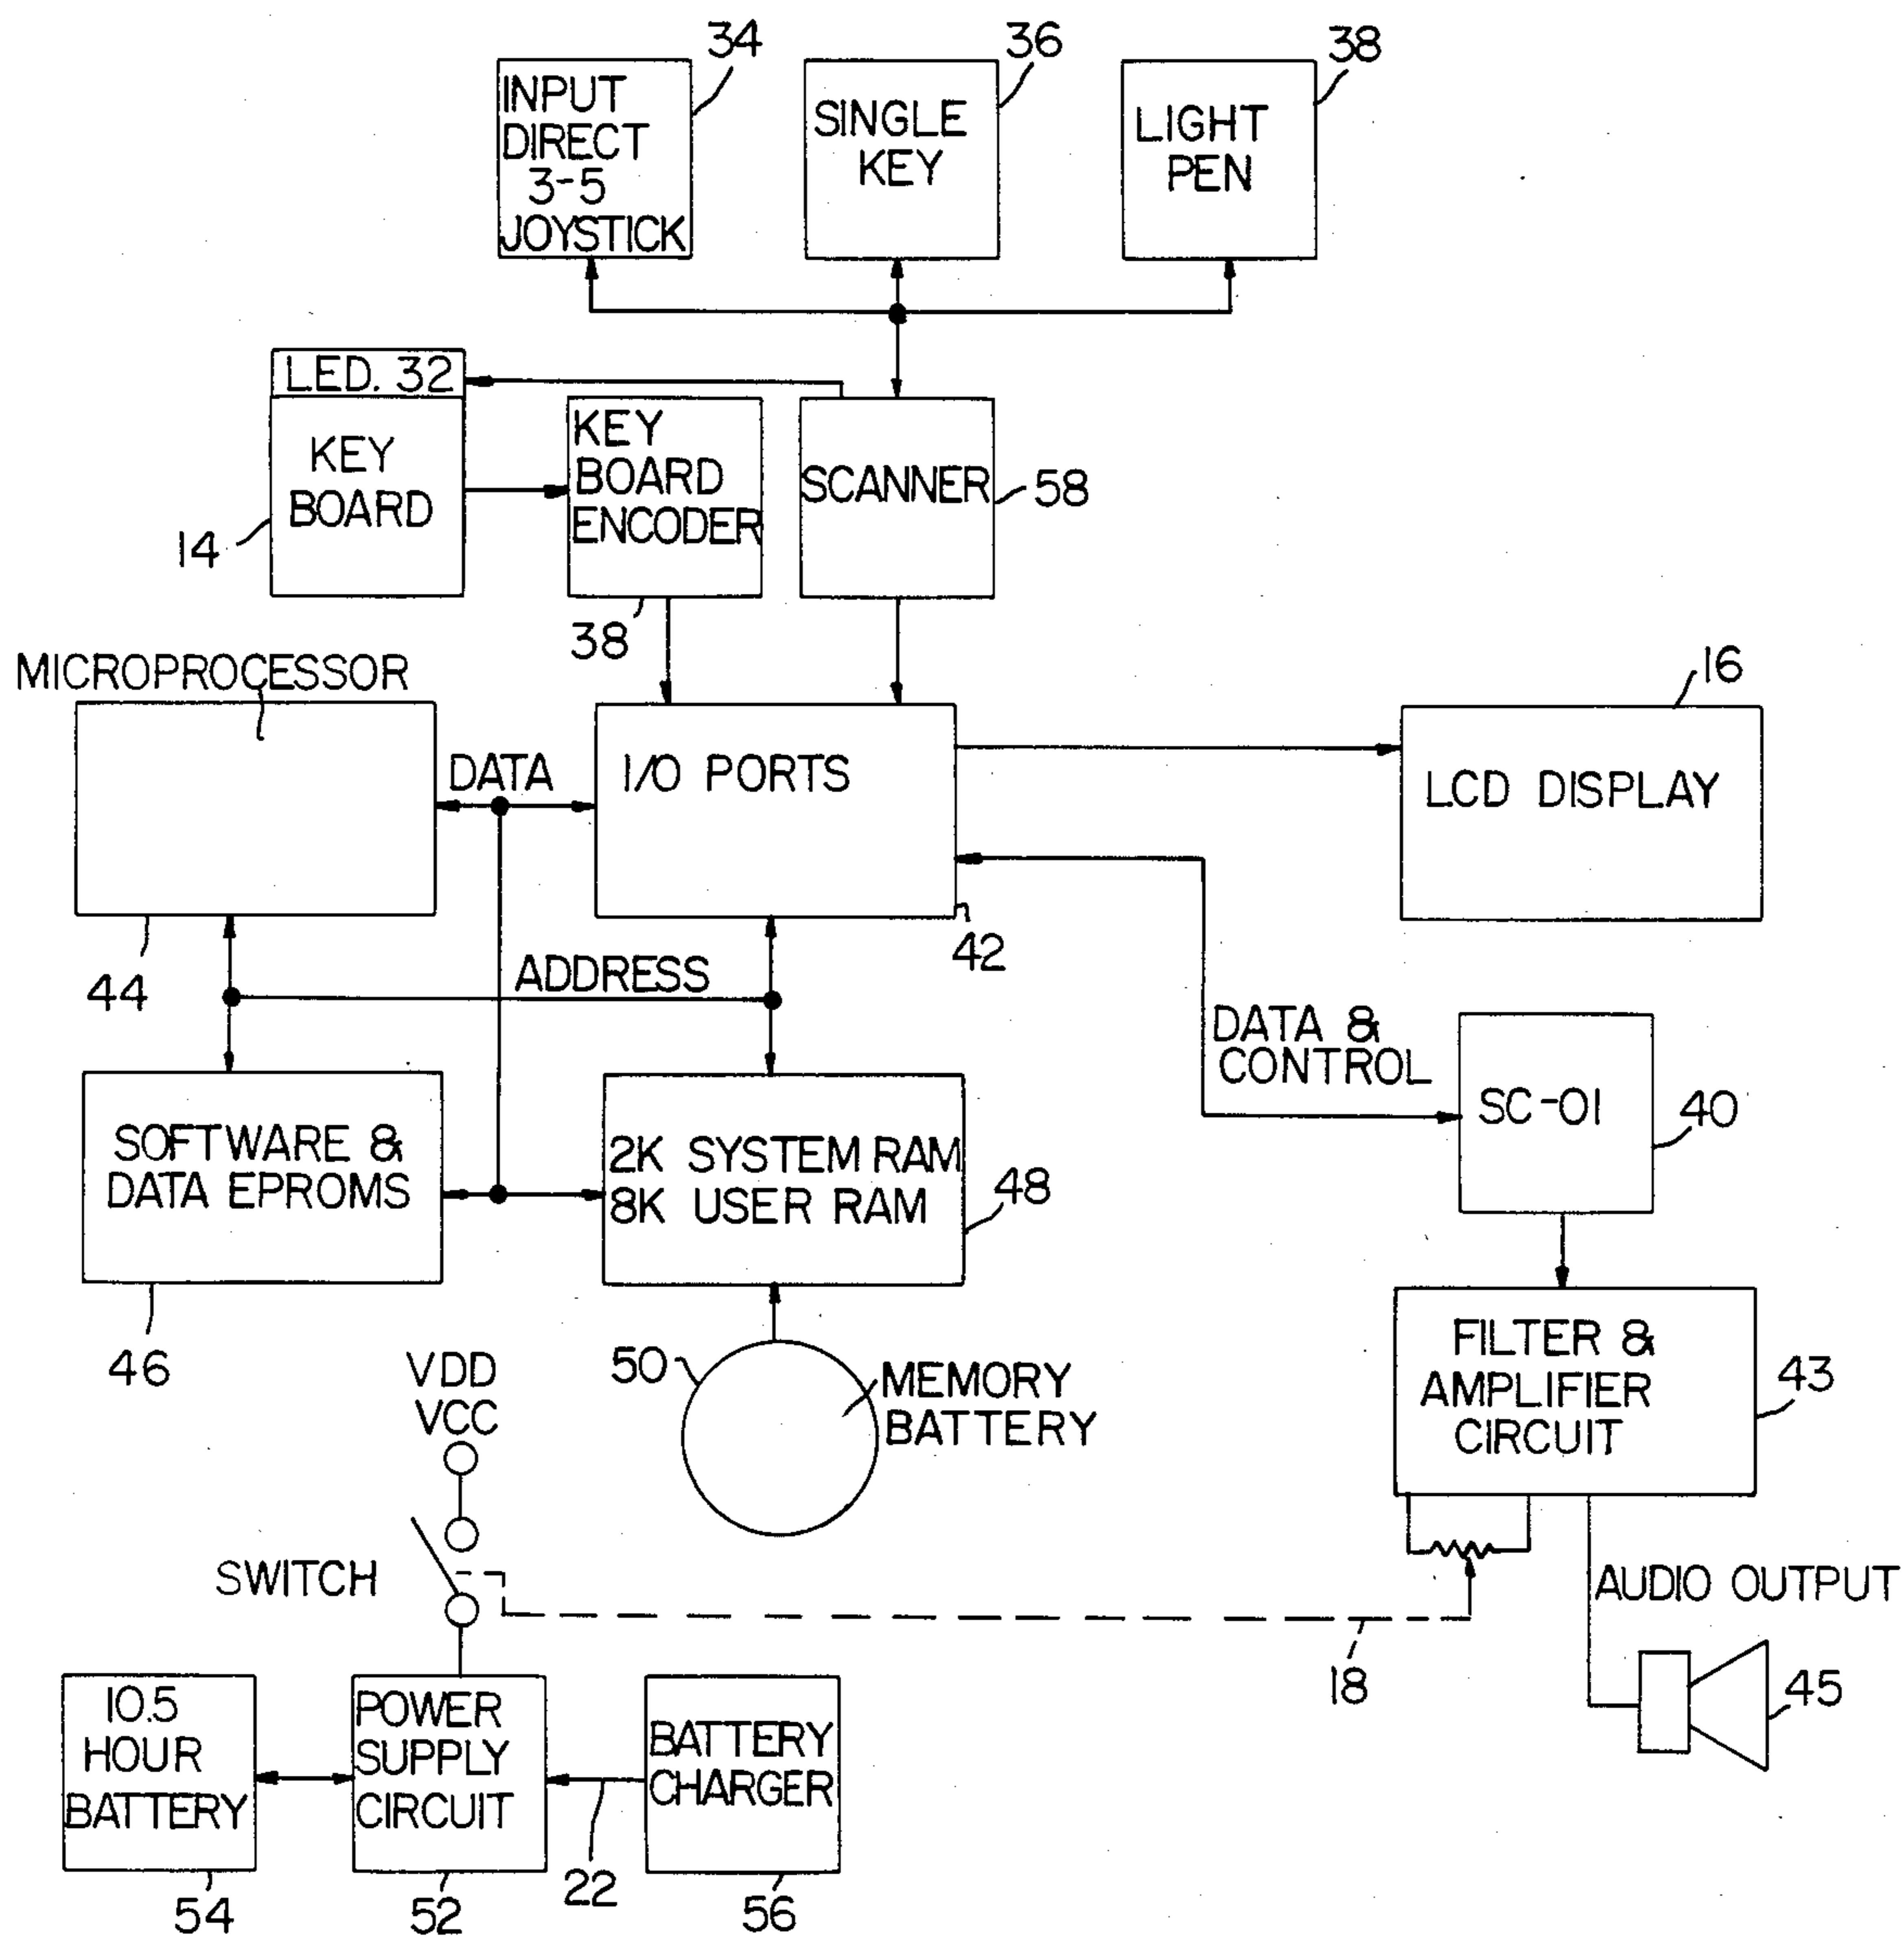 34
36
38
INPUT
DIRECT
3-5
JOYSTICK
SINGLE
KEY
LIGHT
PEN
LED. 32
KEY
BOARD
14
KEY
BOARD
ENCODER
38
SCANNER
58
MICROPROCESSOR
44
DATA
I/O PORTS
42
16
LCD DISPLAY
ADDRESS
DATA &
CONTROL
SC-01
40
SOFTWARE &
DATA EPROMS
46
2K SYSTEM RAM
8K USER RAM
48
50
MEMORY
BATTERY
FILTER &
AMPLIFIER
CIRCUIT
43
VDD
VCC
SWITCH
18
AUDIO OUTPUT
45
10.5
HOUR
BATTERY
54
POWER
SUPPLY
CIRCUIT
52
22
BATTERY
CHARGER
56